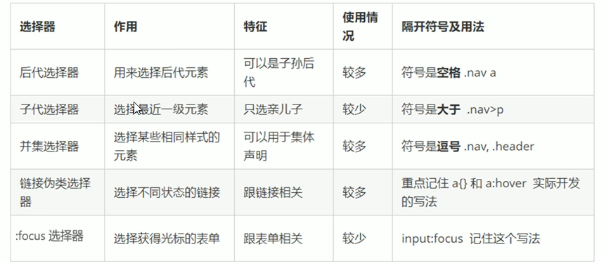 选择器 作用 特征 使用情况 隔开符号及用法
后代选择器 用来选择后代元素 可以是子孙后代 较多 符号是空格 .nav a
子代选择器 选择最近一级元素 只选亲儿子 较少 符号是大于 .nav>p
并集选择器 选择某些相同样式的元素 可以用于集体声明 较多 符号是逗号 .nav, .header
链接伪类选择器 选择不同状态的链接 跟链接相关 较多 重点记住 a{} 和 a:hover 实际开发的写法
:focus 选择器 选择获得光标的表单 跟表单相关 较少 input:focus 记住这个写法